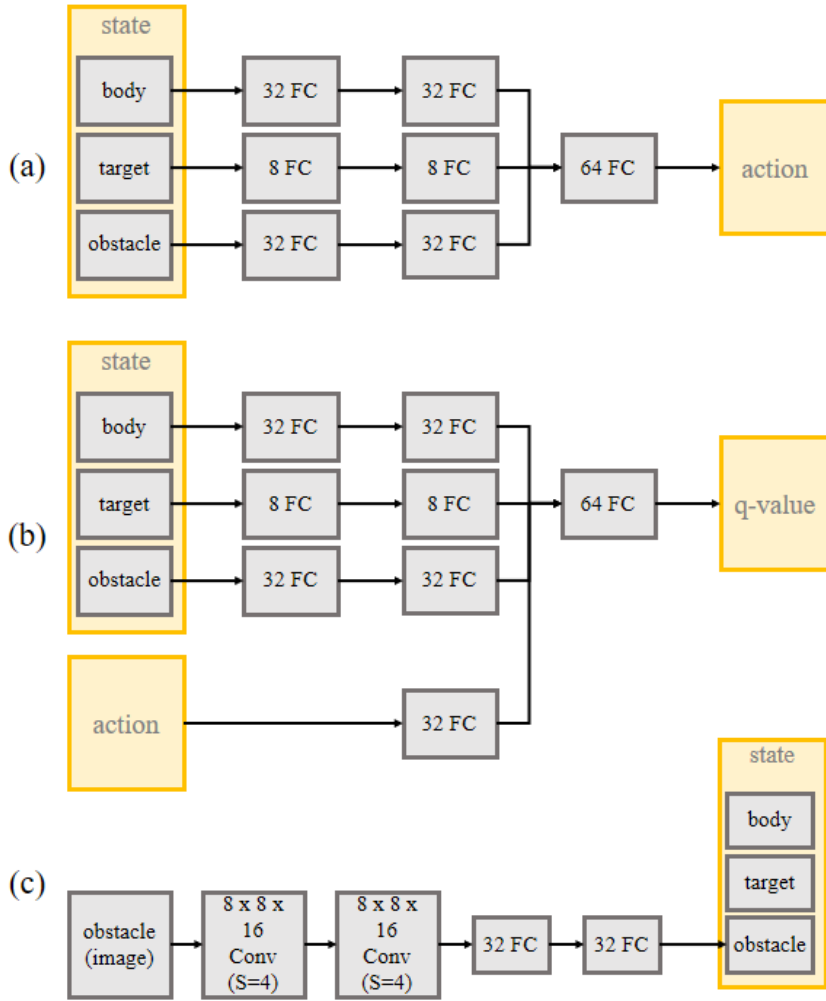 (a)
state
body
32 FC
32 FC
target
8 FC
8 FC
64 FC
action
obstacle
32 FC
32 FC
(b)
state
body
32 FC
32 FC
target
8 FC
8 FC
64 FC
q-value
obstacle
32 FC
32 FC
action
32 FC
(c)
obstacle
(image)
8 x 8 x
16
Conv
(S=4)
8 x 8 x
16
Conv
(S=4)
32 FC
32 FC
state
body
target
obstacle